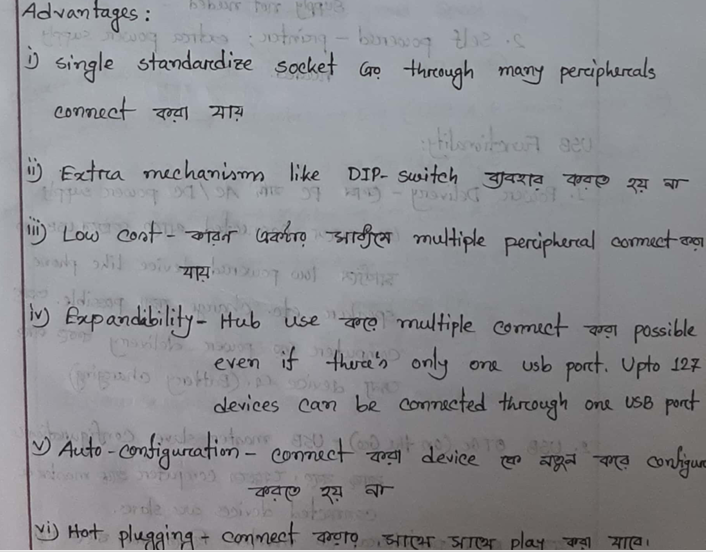 Advantages:
i) single standardize socket এর through many peripherals
connect করা যায়
ii) Extra mechanism like DIP-switch ব্যবহার করতে হয় না
iii) Low cost - কারন একটার মাধ্যমে multiple peripheral connect করা
যায়
iv) Expandability - Hub use করে multiple connect করা possible
even if there's only one usb port. Upto 127
devices can be connected through one USB port
v) Auto-configuration - connect করা device কে নতুন করে configure
করতে হয় না
vi) Hot plugging + connect করার সাথে সাথে play করা যাবে।